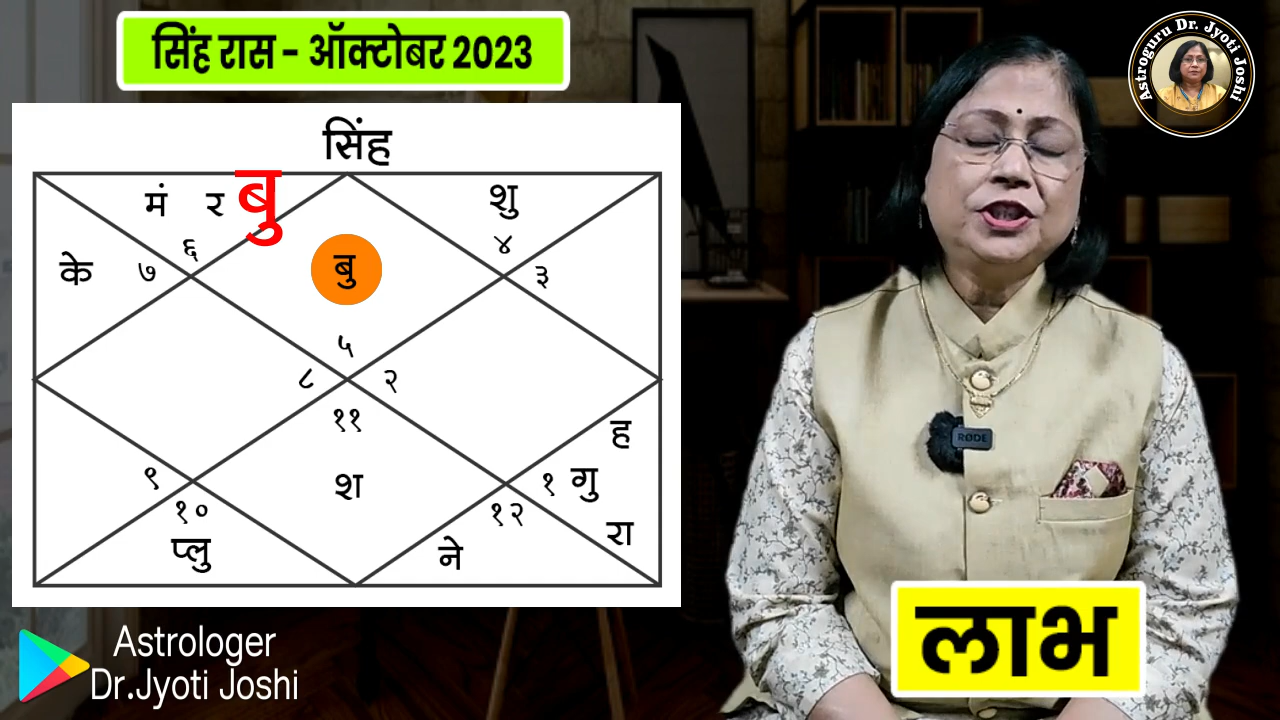 सिंह रास - ऑक्टोबर 2023
Astroguru Dr. Jyoti Joshi
सिंह
मं र बु
शु
६
४
के ७
बु
३
५
८
२
११
ह
९
श
१ गु
१०
१२
रा
प्लु
ने
RØDE
लाभ
Astrologer
Dr.Jyoti Joshi